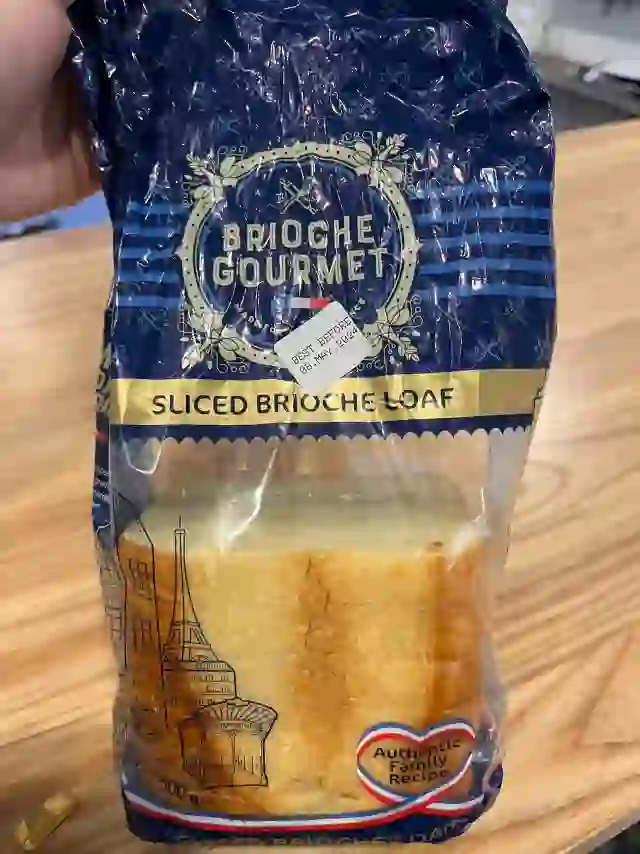 BRIOCHE
GOURMET
BEST BEFORE
08.MAY.2024
SLICED BRIOCHE LOAF
Authentic
Family
Recipe